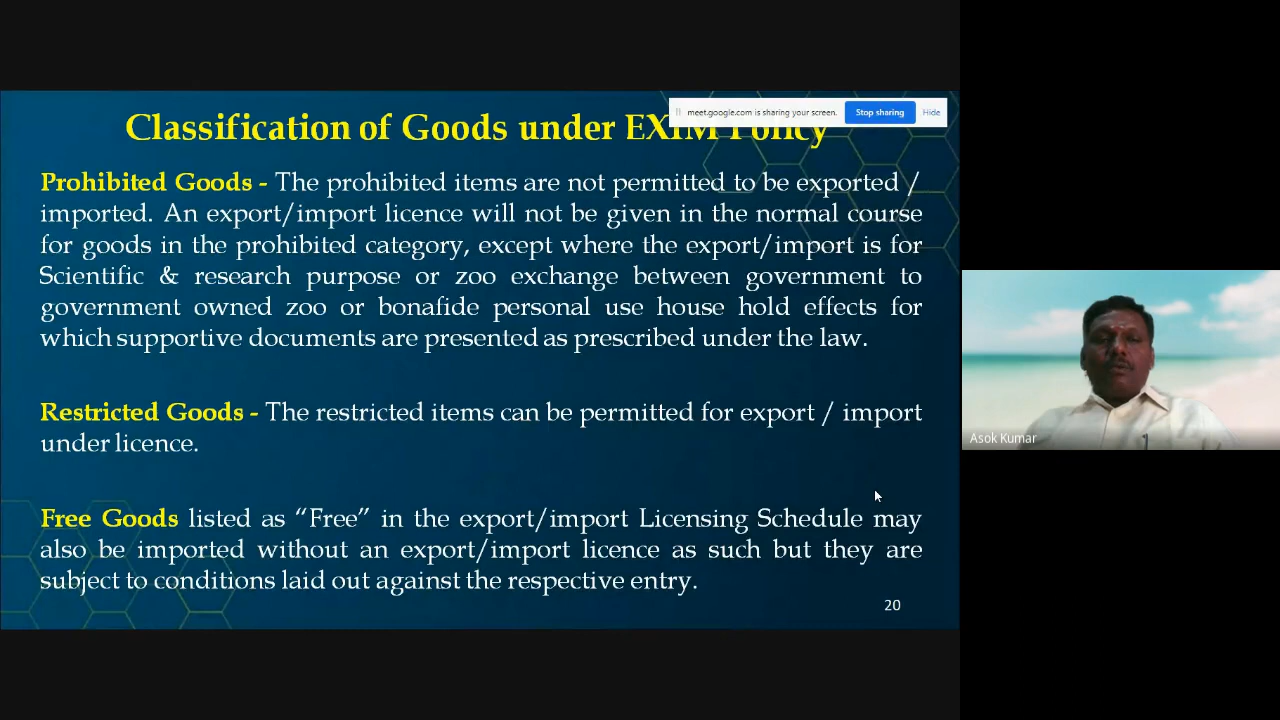 Classification of Goods under EXIM Policy
meet.google.com is sharing your screen.
Stop sharing
Hide
Prohibited Goods - The prohibited items are not permitted to be exported /
imported. An export/import licence will not be given in the normal course
for goods in the prohibited category, except where the export/import is for
Scientific & research purpose or zoo exchange between government to
government owned zoo or bonafide personal use house hold effects for
which supportive documents are presented as prescribed under the law.
Restricted Goods - The restricted items can be permitted for export / import
under licence.
Free Goods listed as “Free” in the export/import Licensing Schedule may
also be imported without an export/import licence as such but they are
subject to conditions laid out against the respective entry.
20
Asok Kumar